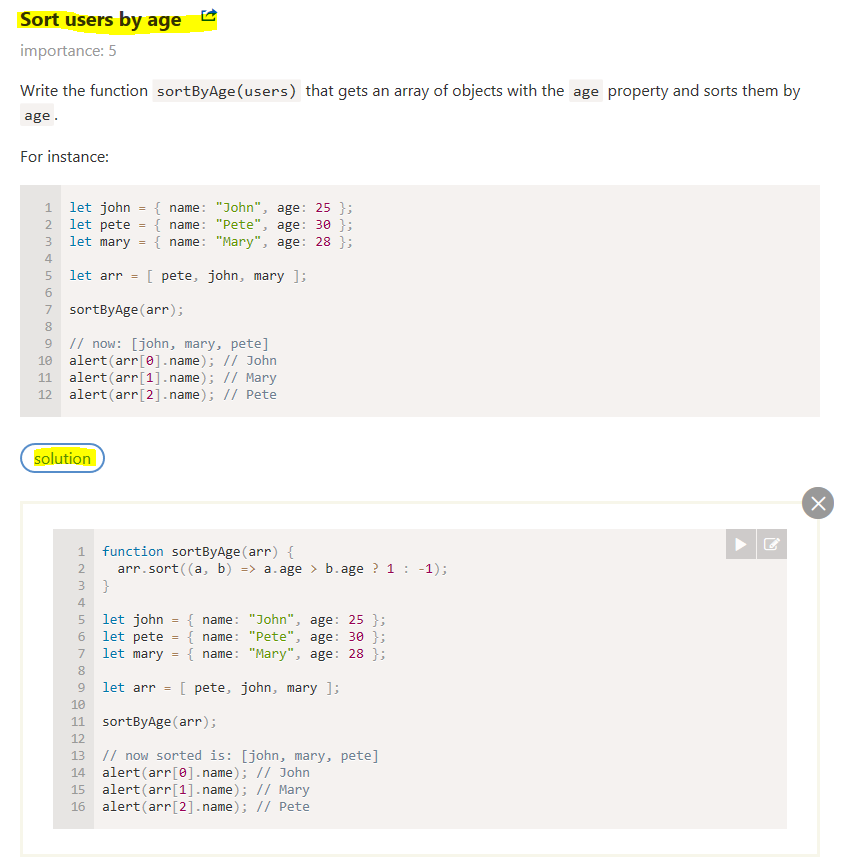 Sort users by age
importance: 5
Write the function sortByAge(users) that gets an array of objects with the age property and sorts them by
age.
For instance:
1 let john = { name: "John", age: 25 };
2 let pete = { name: "Pete", age: 30 };
3 let mary = { name: "Mary", age: 28 };
4
5 let arr = [ pete, john, mary ];
6
7 sortByAge(arr);
8
9 // now: [john, mary, pete]
10 alert(arr[0].name); // John
11 alert(arr[1].name); // Mary
12 alert(arr[2].name); // Pete
solution
1 function sortByAge(arr) {
2   arr.sort((a, b) => a.age > b.age ? 1 : -1);
3 }
4
5 let john = { name: "John", age: 25 };
6 let pete = { name: "Pete", age: 30 };
7 let mary = { name: "Mary", age: 28 };
8
9 let arr = [ pete, john, mary ];
10
11 sortByAge(arr);
12
13 // now sorted is: [john, mary, pete]
14 alert(arr[0].name); // John
15 alert(arr[1].name); // Mary
16 alert(arr[2].name); // Pete